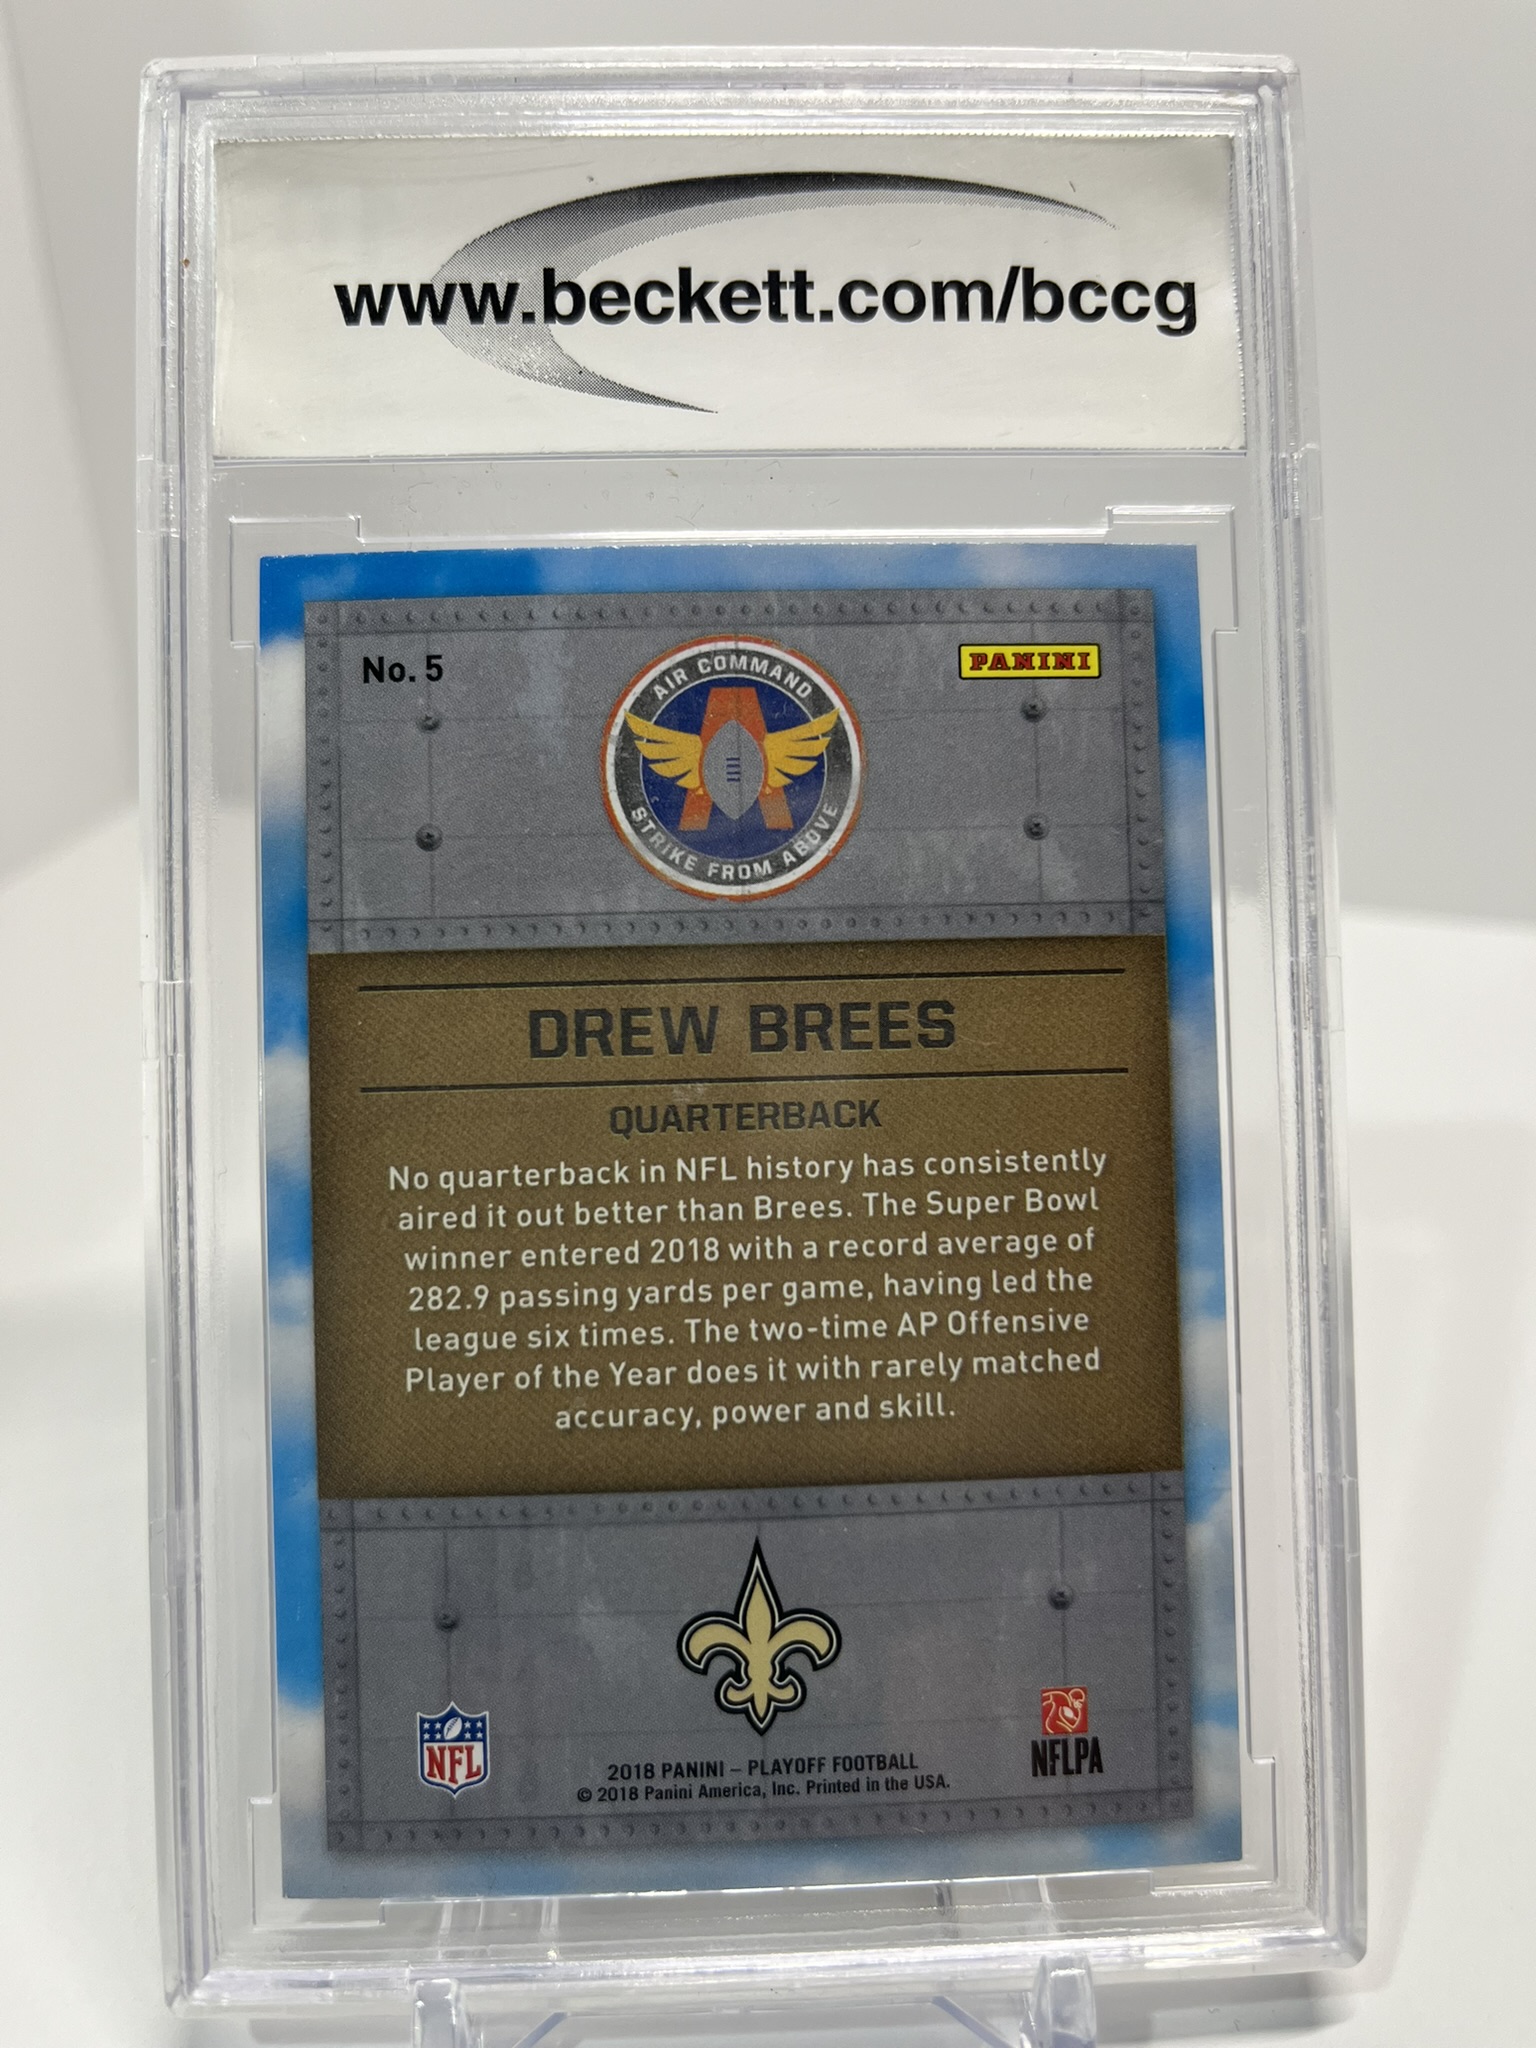 www.beckett.com/bccg
No. 5
AIR COMMAND
STRIKE FROM ABOVE
PANINI
DREW BREES
QUARTERBACK
No quarterback in NFL history has consistently
aired it out better than Brees. The Super Bowl
winner entered 2018 with a record average of
282.9 passing yards per game, having led the
league six times. The two-time AP Offensive
Player of the Year does it with rarely matched
accuracy, power and skill.
NFL
2018 PANINI – PLAYOFF FOOTBALL
© 2018 Panini America, Inc. Printed in the USA.
NFLPA